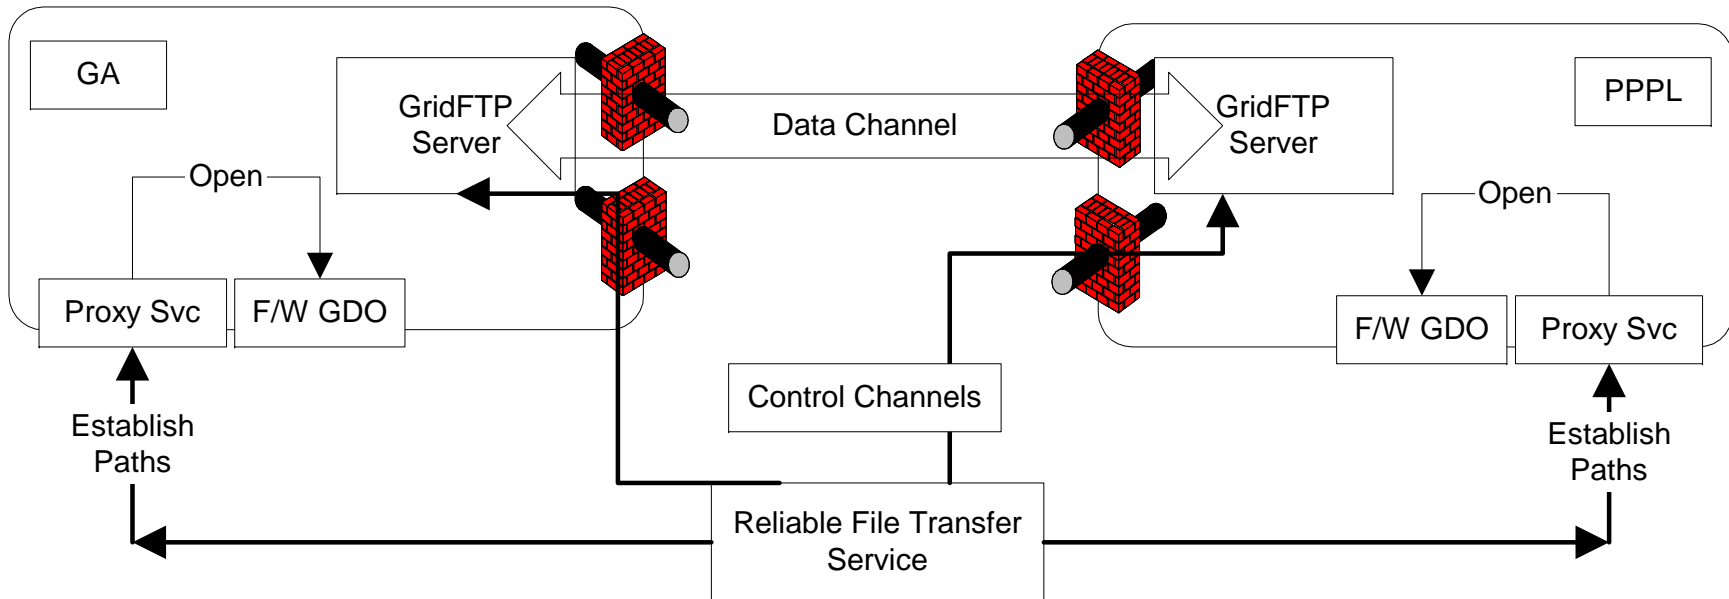 GA
GridFTP
Server
Data Channel
GridFTP
Server
PPPL
Open
Open
Proxy Svc
F/W GDO
F/W GDO
Proxy Svc
Control Channels
Establish
Paths
Establish
Paths
Reliable File Transfer
Service